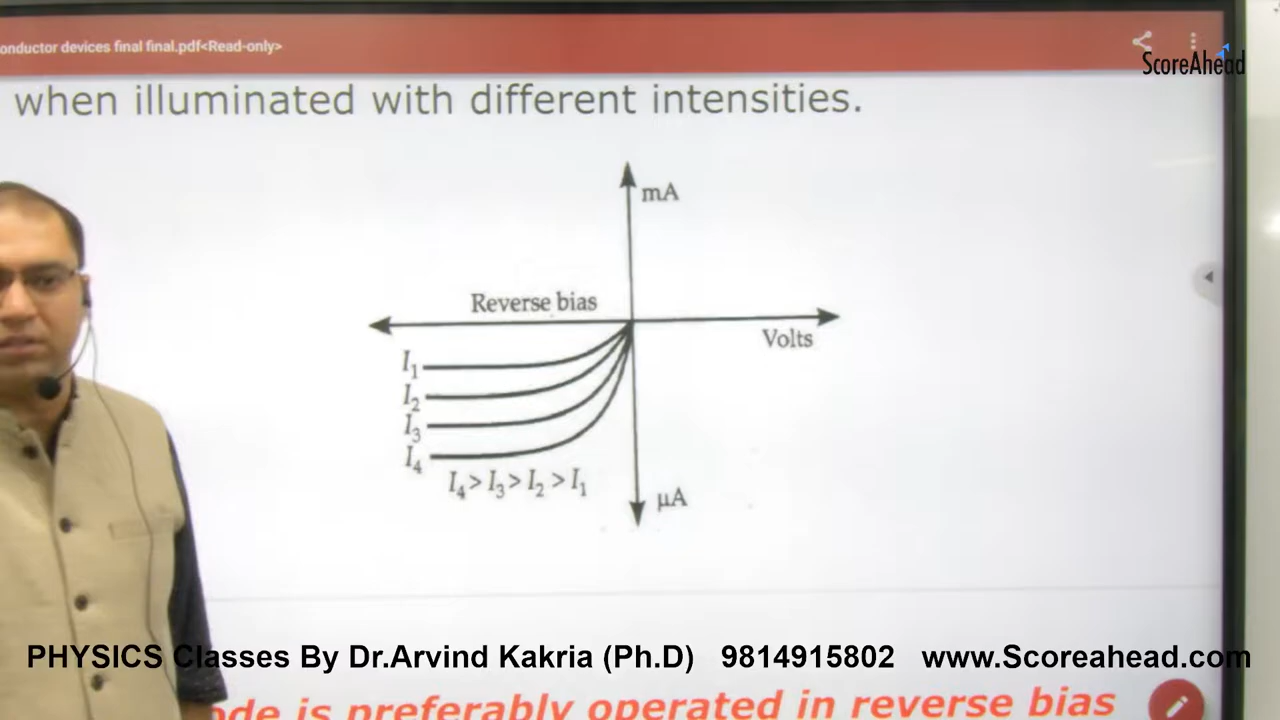 onductor devices final final.pdf<Read-only>
ScoreAhead
when illuminated with different intensities.
mA
Reverse bias
Volts
I₁
I₂
I₃
I₄
I₄ > I₃ > I₂ > I₁
μA
PHYSICS Classes By Dr.Arvind Kakria (Ph.D) 9814915802 www.Scoreahead.com
ode is preferably operated in reverse bias